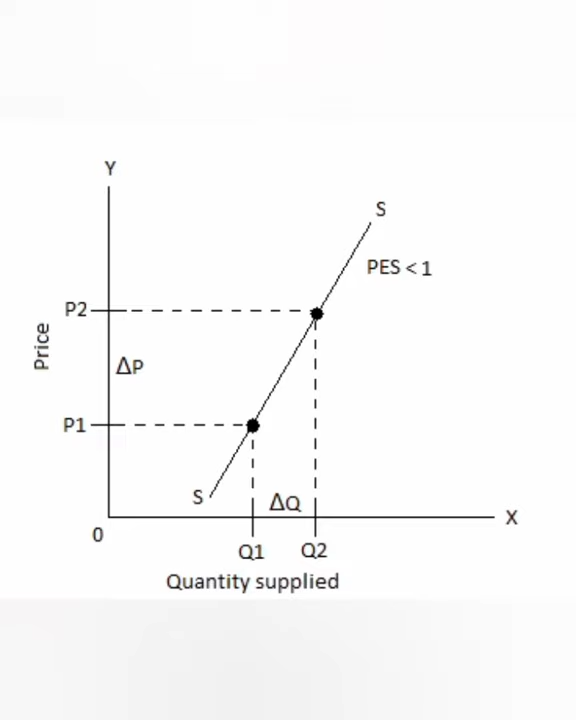 Y
S
PES < 1
P2
Price
ΔP
P1
S
ΔQ
X
0
Q1 Q2
Quantity supplied